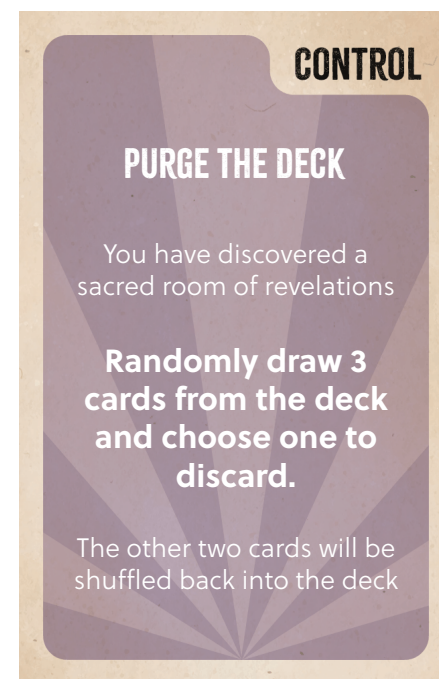 CONTROL
PURGE THE DECK
You have discovered a
sacred room of revelations
Randomly draw 3
cards from the deck
and choose one to
discard.
The other two cards will be
shuffled back into the deck